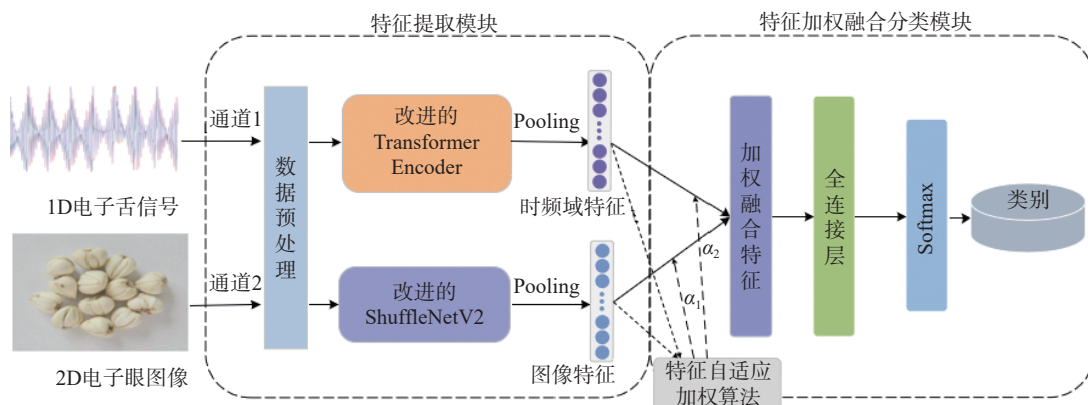 特征提取模块
特征加权融合分类模块
通道1
1D电子舌信号
通道2
2D电子眼图像
数据预处理
改进的
Transformer
Encoder
Pooling
时频域特征
改进的
ShuffleNetV2
Pooling
图像特征
α₂
α₁
特征自适应
加权算法
加权融合特征
全连接层
Softmax
类别